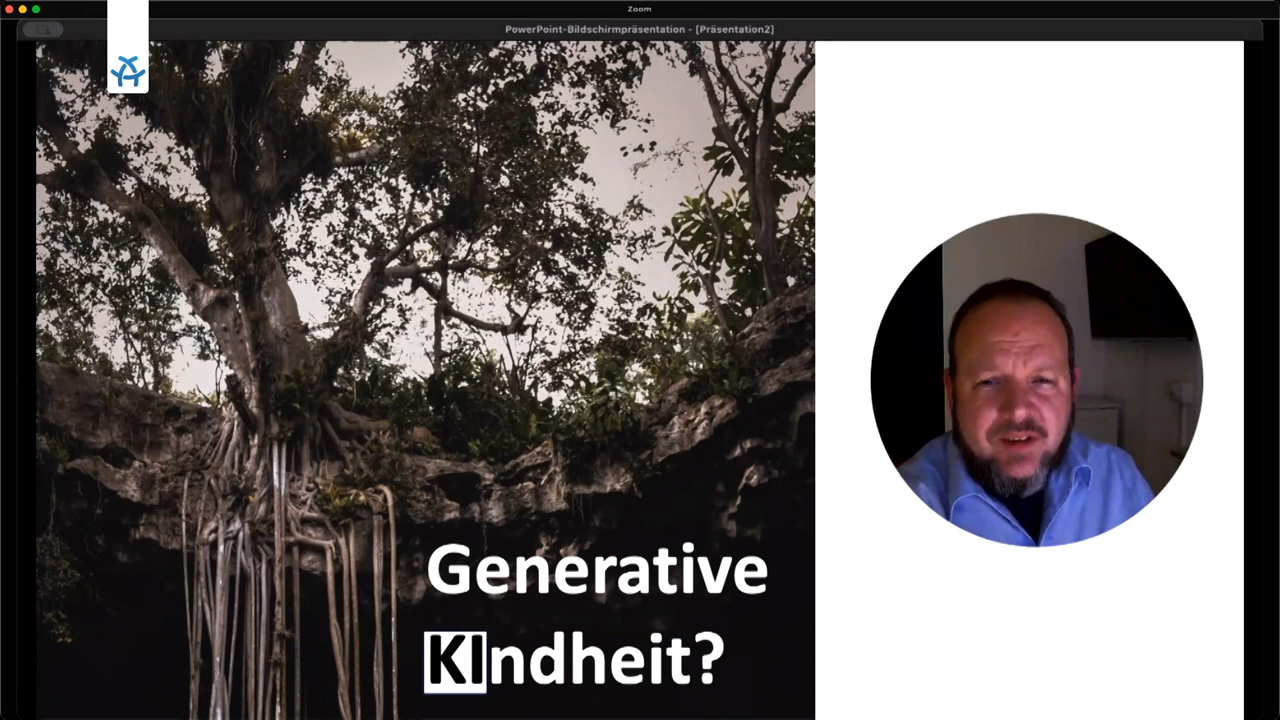 Zoom
PowerPoint-Bildschirmpräsentation - [Präsentation2]
Generative
KIndheit?